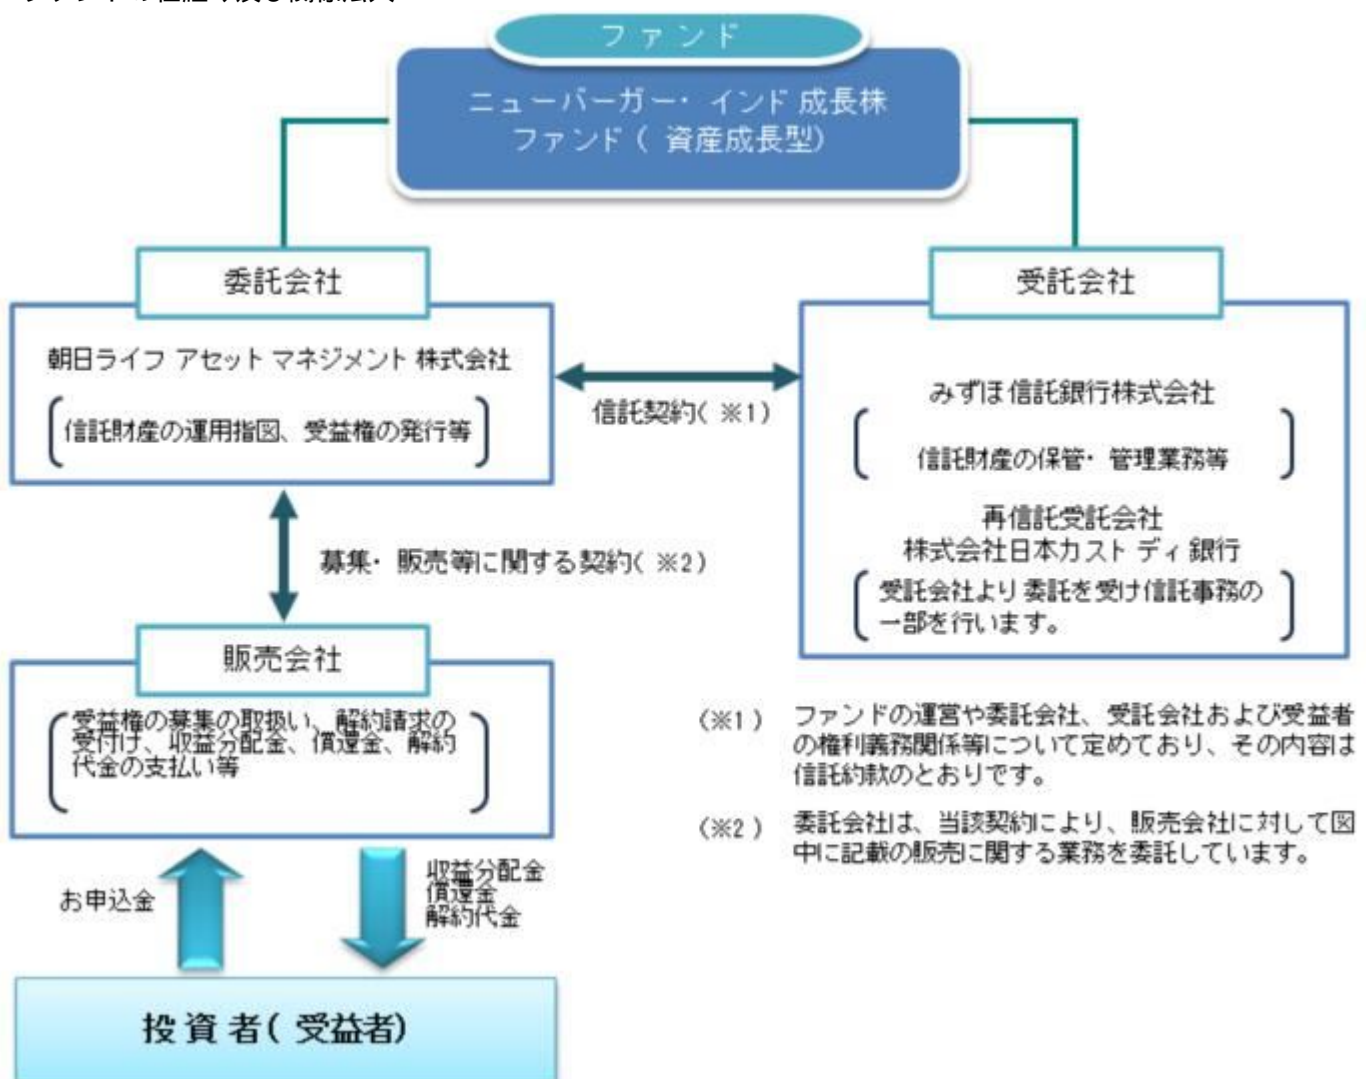 ファンド
ニューバーガー・インド成長株
ファンド(資産成長型)
委託会社
朝日ライフ アセット マネジメント 株式会社
信託財産の運用指図、受益権の発行等
信託契約(※1)
受託会社
みずほ信託銀行株式会社
信託財産の保管・管理業務等
再信託受託会社
株式会社日本カストディ銀行
受託会社より委託を受け信託事務の
一部を行います。
募集・販売等に関する契約(※2)
販売会社
受益権の募集の取扱い、解約請求の
受付け、収益分配金、償還金、解約
代金の支払い等
(※1) ファンドの運営や委託会社、受託会社および受益者
の権利義務関係等について定めており、その内容は
信託約款のとおりです。
(※2) 委託会社は、当該契約により、販売会社に対して図
中に記載の販売に関する業務を委託しています。
お申込金
収益分配金
償還金
解約代金
投資者(受益者)